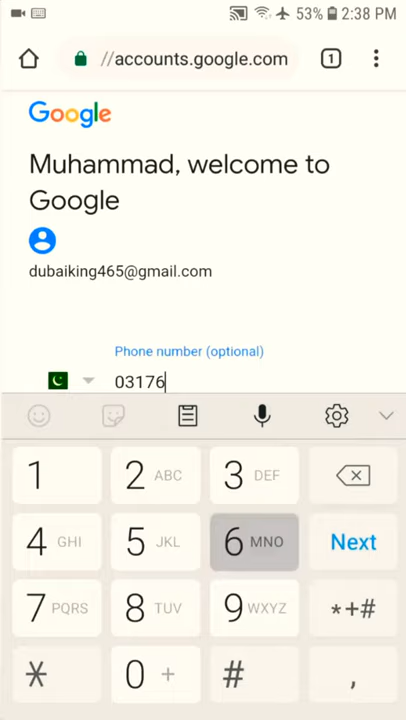 53% 2:38 PM
//accounts.google.com 1
Google
Muhammad, welcome to
Google
dubaiking465@gmail.com
Phone number (optional)
03176
1 2 ABC 3 DEF
4 GHI 5 JKL 6 MNO Next
7 PQRS 8 TUV 9 WXYZ *+#
* 0 + # ,